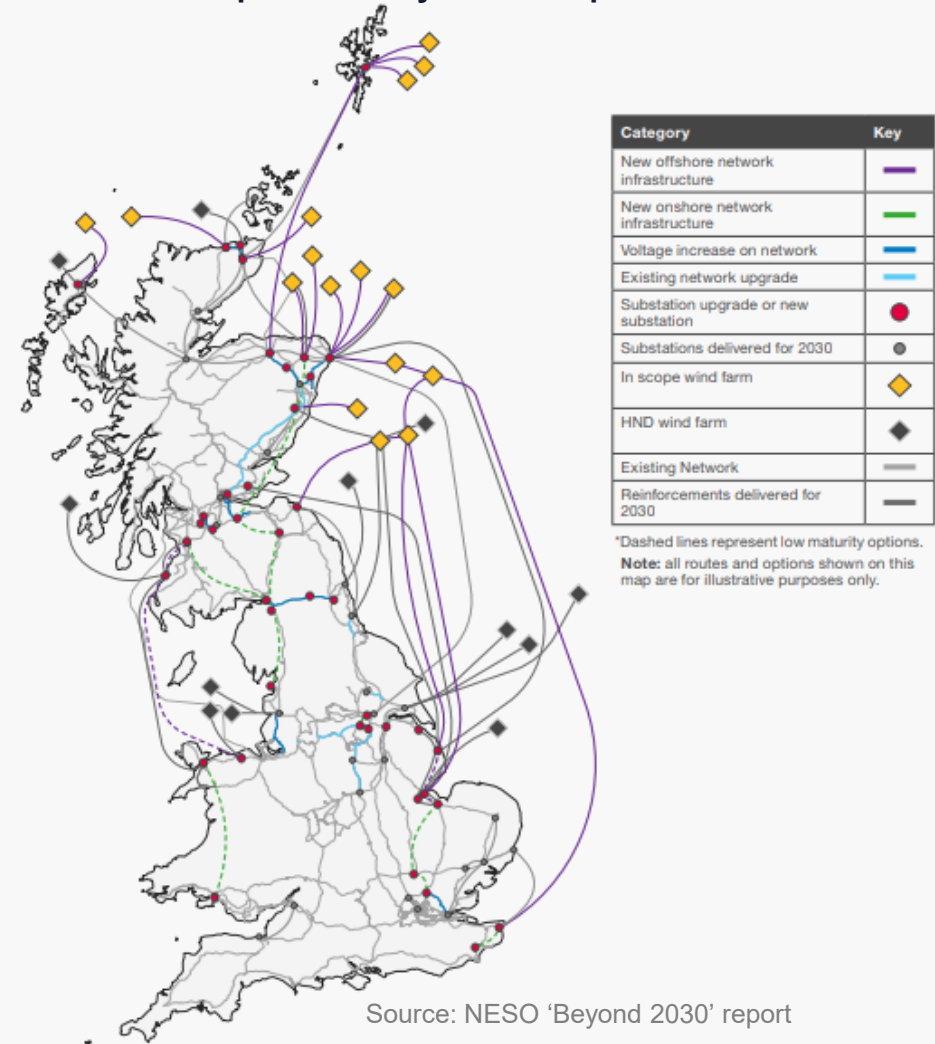 Category Key
New offshore network
infrastructure
New onshore network
infrastructure
Voltage increase on network
Existing network upgrade
Substation upgrade or new
substation
Substations delivered for 2030
In scope wind farm
HND wind farm
Existing Network
Reinforcements delivered for
2030
*Dashed lines represent low maturity options.
Note: all routes and options shown on this
map are for illustrative purposes only.
Source: NESO ‘Beyond 2030’ report